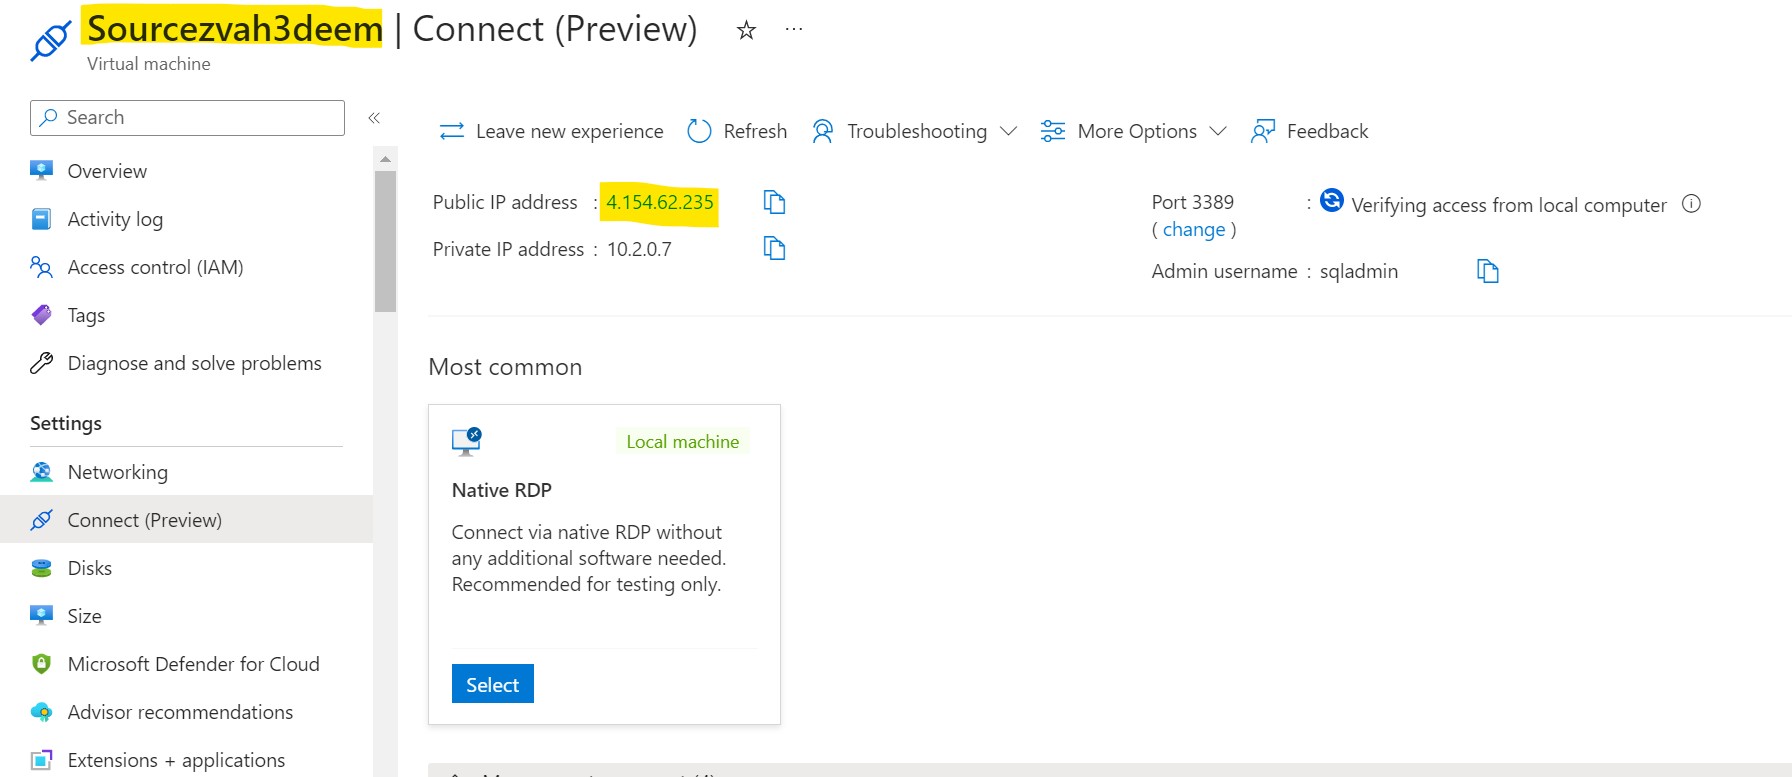 Sourcezvah3deem | Connect (Preview) ...
Virtual machine
Search
Overview
Activity log
Access control (IAM)
Tags
Diagnose and solve problems
Settings
Networking
Connect (Preview)
Disks
Size
Microsoft Defender for Cloud
Advisor recommendations
Extensions + applications
Leave new experience Refresh Troubleshooting More Options Feedback
Public IP address : 4.154.62.235
Private IP address : 10.2.0.7
Port 3389 : Verifying access from local computer
( change )
Admin username : sqladmin
Most common
Local machine
Native RDP
Connect via native RDP without
any additional software needed.
Recommended for testing only.
Select